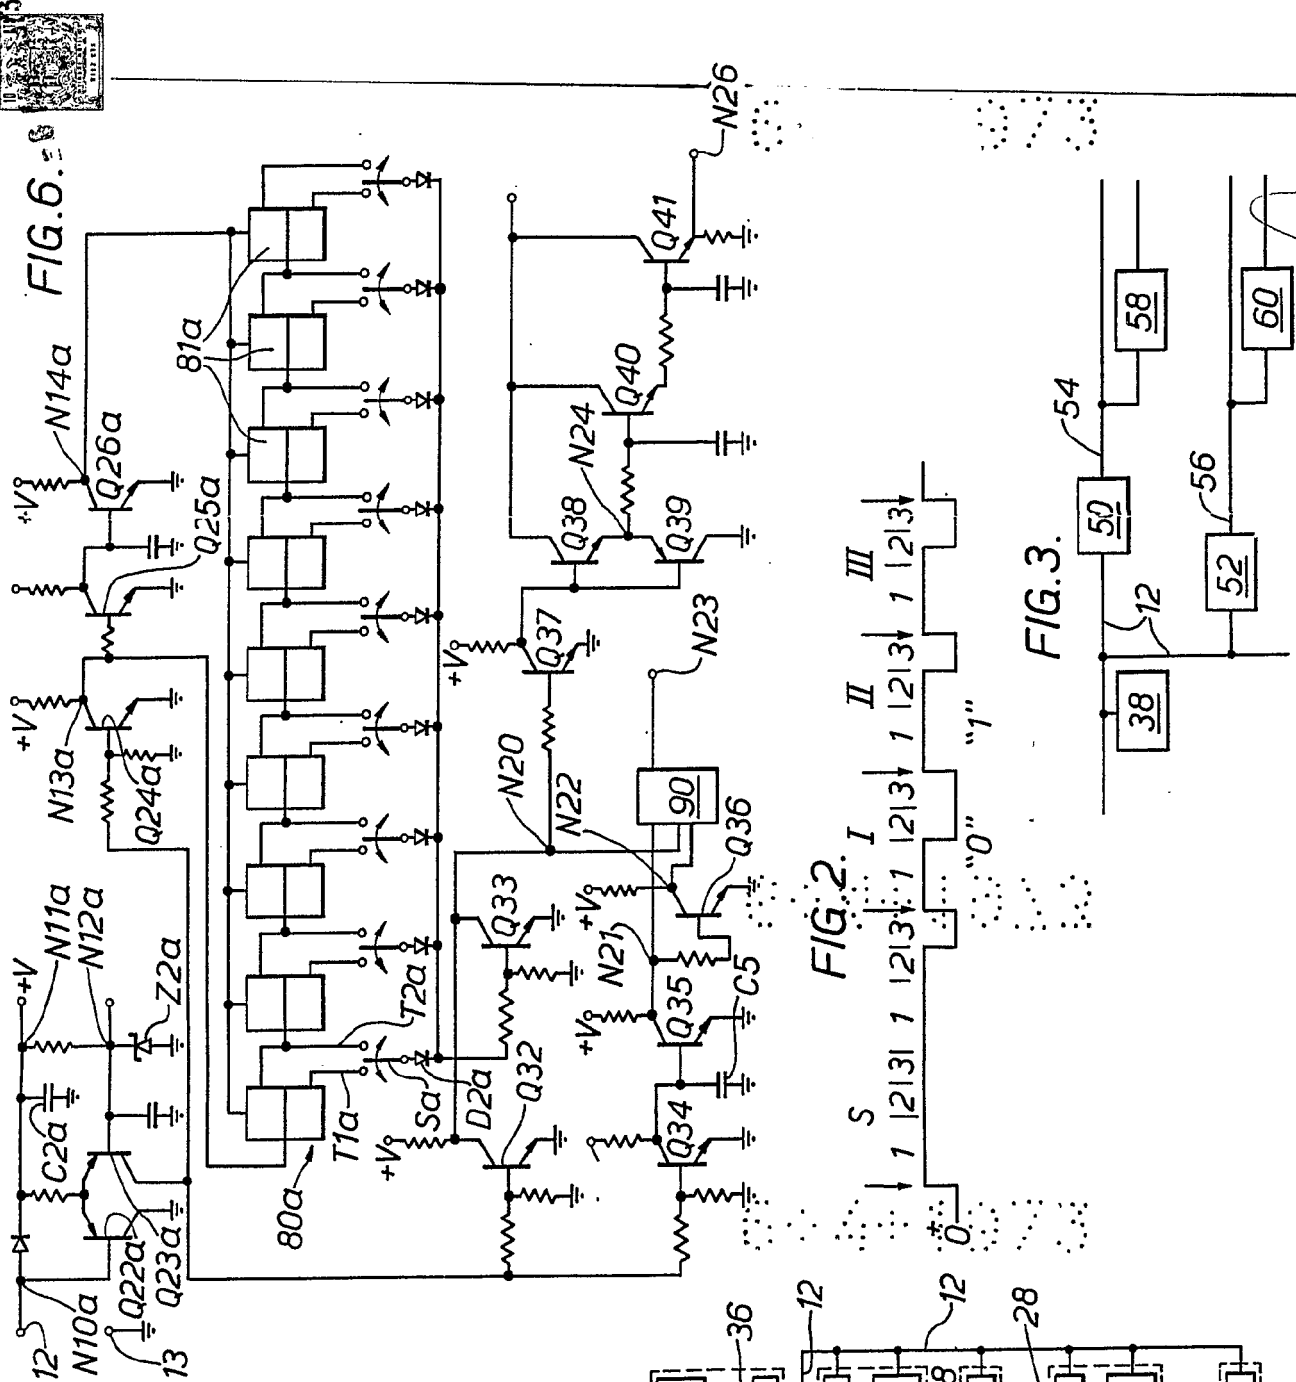 FIG.6.
N26
N14a
81a
+V
Q26a
Q25a
+V
N13a
Q24a
+V
N11a
N12a
Z2a
C2a
Q22a
Q23a
12
N10a
13
80a
T1a
T2a
Sa
D2a
Q41
Q40
N24
Q38
Q39
+V
Q37
N23
N20
N22
90
Q36
+V
Q33
N21
+V
Q35
C5
+V
Q32
Q34
FIG.2.
S
I
II
III
1 |2|3|
1 |2|3
1 |2|3
1 |2|3
1 |2|3
"0"
"1"
+
0
FIG.3.
54
58
50
12
38
56
60
52
36
12
12
28